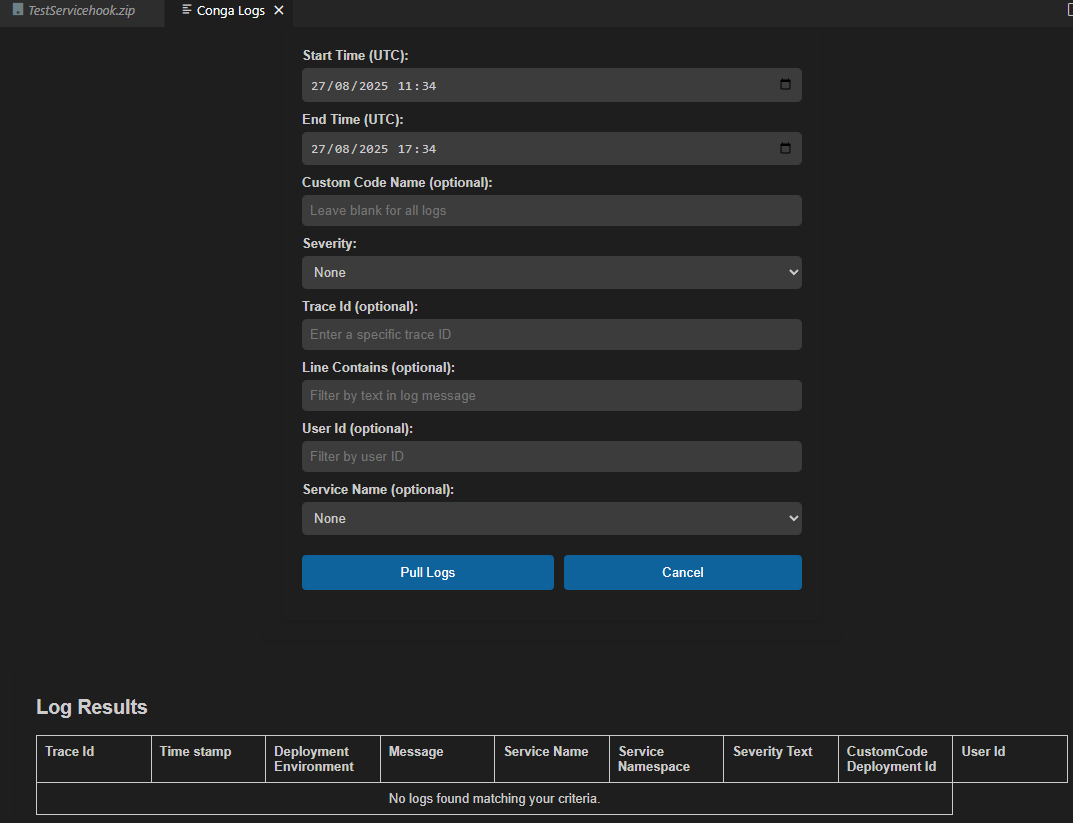 TestServicehook.zip
Conga Logs
Start Time (UTC):
27/08/2025 11:34
End Time (UTC):
27/08/2025 17:34
Custom Code Name (optional):
Leave blank for all logs
Severity:
None
Trace Id (optional):
Enter a specific trace ID
Line Contains (optional):
Filter by text in log message
User Id (optional):
Filter by user ID
Service Name (optional):
None
Pull Logs Cancel
Log Results
Trace Id
Time stamp
Deployment
Environment
Message
Service Name
Service
Namespace
Severity Text
CustomCode
Deployment Id
User Id
No logs found matching your criteria.